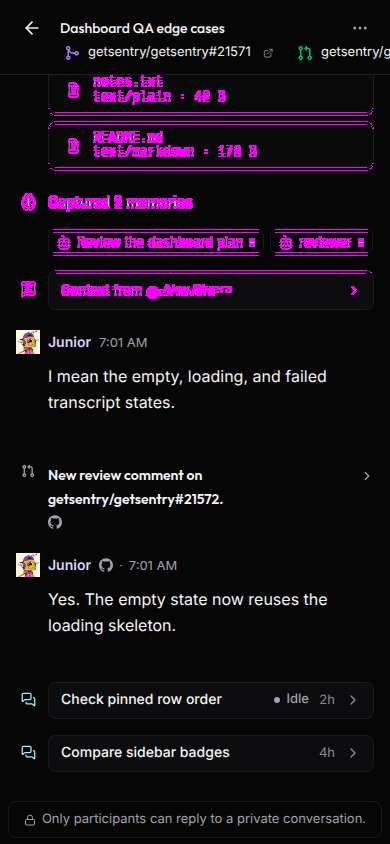 Dashboard QA edge cases
getsentry/getsentry#21571
getsentry/g
notes.txt
text/plain · 42 B
README.md
text/markdown · 178 B
Captured 2 memories
Review the dashboard plan
reviewer
Context from
Junior 7:01 AM
I mean the empty, loading, and failed
transcript states.
New review comment on
getsentry/getsentry#21572.
Junior · 7:01 AM
Yes. The empty state now reuses the
loading skeleton.
Check pinned row order Idle 2h
Compare sidebar badges 4h
Only participants can reply to a private conversation.